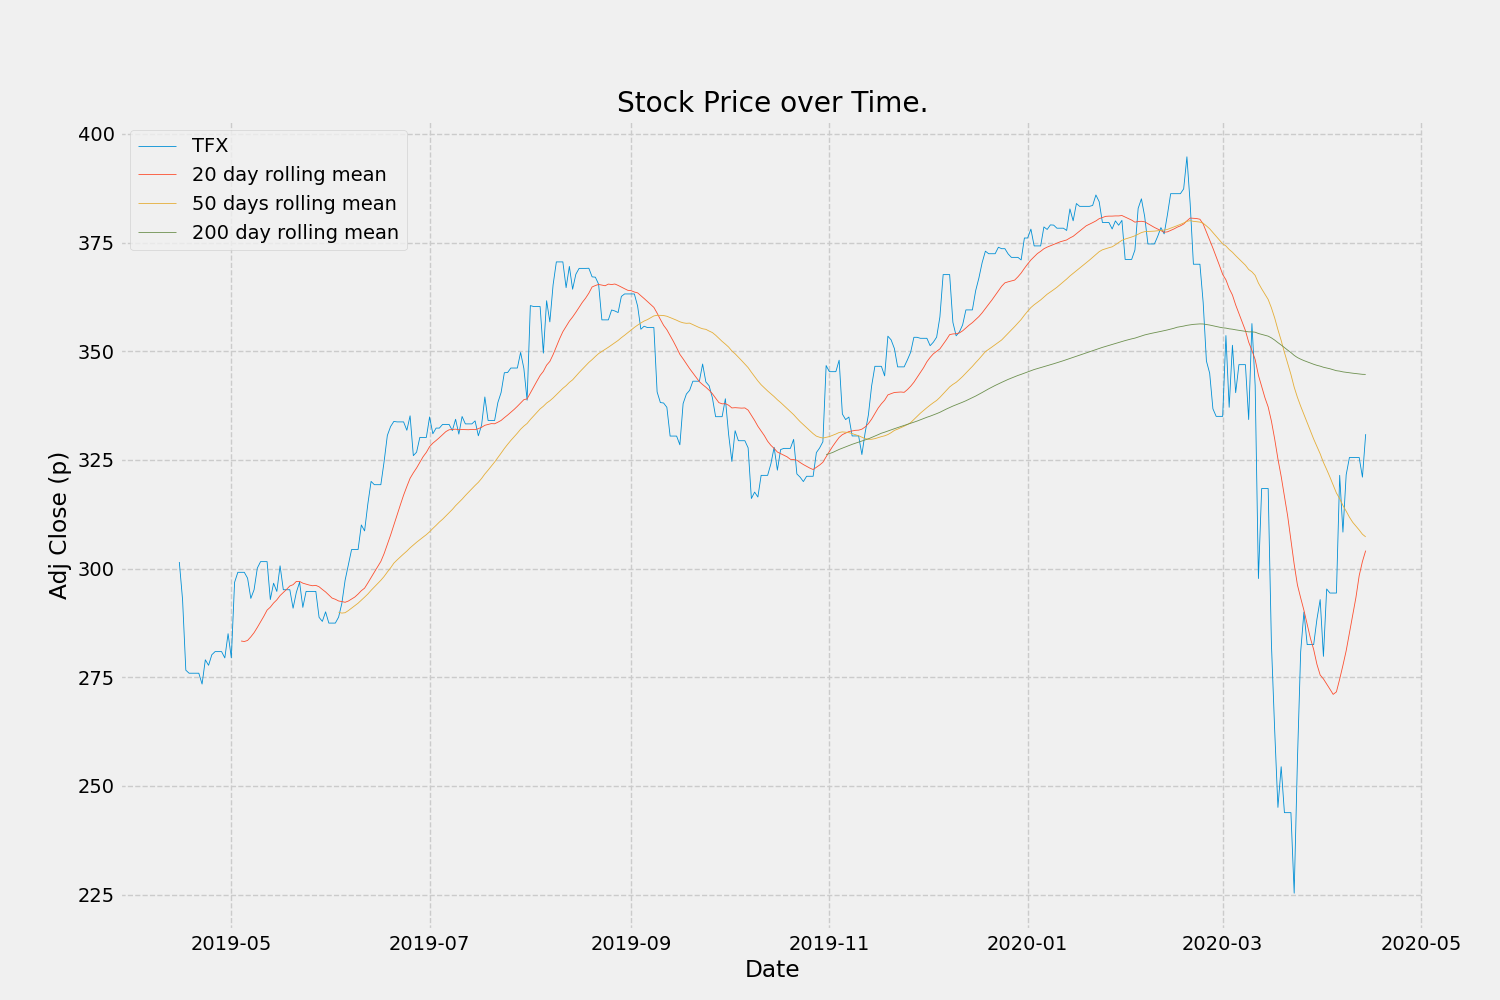 Stock Price over Time.
TFX
20 day rolling mean
50 days rolling mean
200 day rolling mean
400
375
350
325
300
275
250
225
Adj Close (p)
2019-05 2019-07 2019-09 2019-11 2020-01 2020-03 2020-05
Date